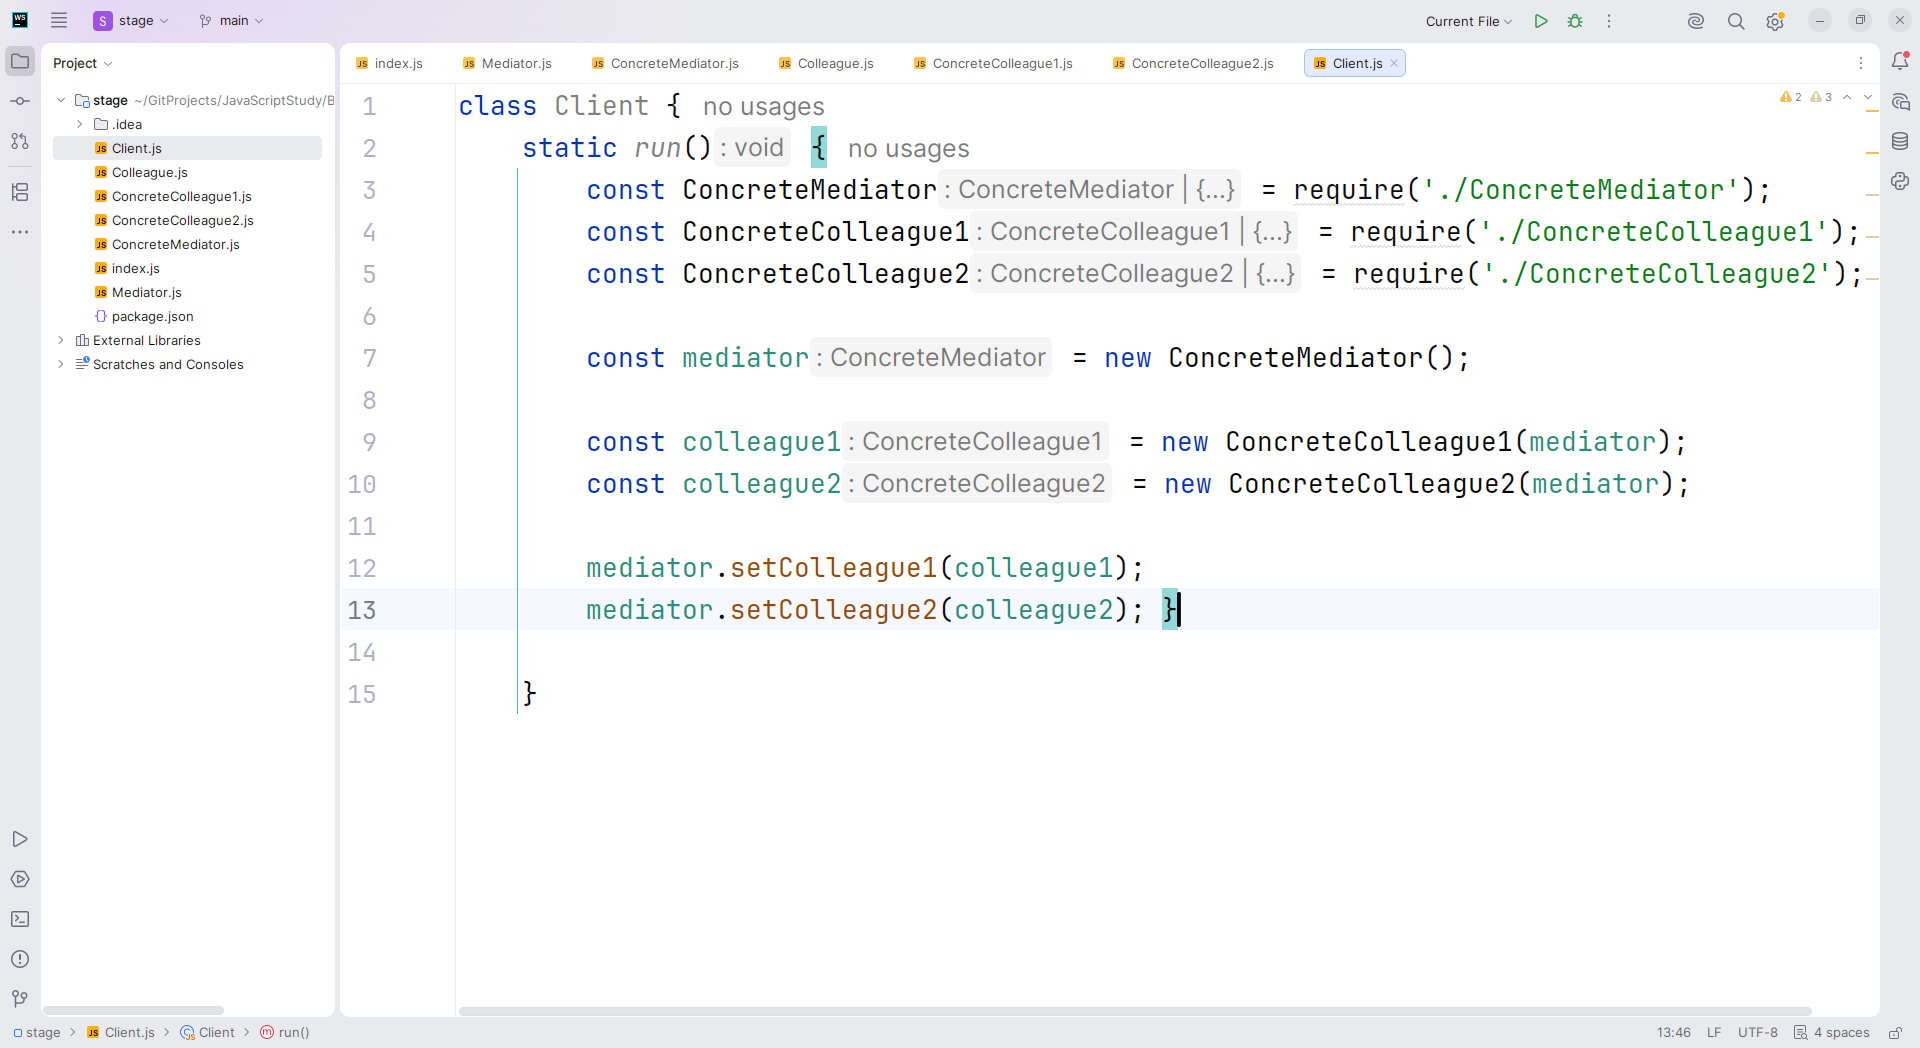 WS
S stage
main
Current File
Project
index.js
Mediator.js
ConcreteMediator.js
Colleague.js
ConcreteColleague1.js
ConcreteColleague2.js
Client.js
stage ~/GitProjects/JavaScriptStudy/B
.idea
Client.js
Colleague.js
ConcreteColleague1.js
ConcreteColleague2.js
ConcreteMediator.js
index.js
Mediator.js
package.json
External Libraries
Scratches and Consoles
2 3
1 class Client { no usages
2 static run() : void { no usages
3 const ConcreteMediator : ConcreteMediator | {...} = require('./ConcreteMediator');
4 const ConcreteColleague1 : ConcreteColleague1 | {...} = require('./ConcreteColleague1');
5 const ConcreteColleague2 : ConcreteColleague2 | {...} = require('./ConcreteColleague2');
6
7 const mediator : ConcreteMediator = new ConcreteMediator();
8
9 const colleague1 : ConcreteColleague1 = new ConcreteColleague1(mediator);
10 const colleague2 : ConcreteColleague2 = new ConcreteColleague2(mediator);
11
12 mediator.setColleague1(colleague1);
13 mediator.setColleague2(colleague2); }
14
15 }
stage > Client.js > Client > run()
13:46 LF UTF-8 4 spaces